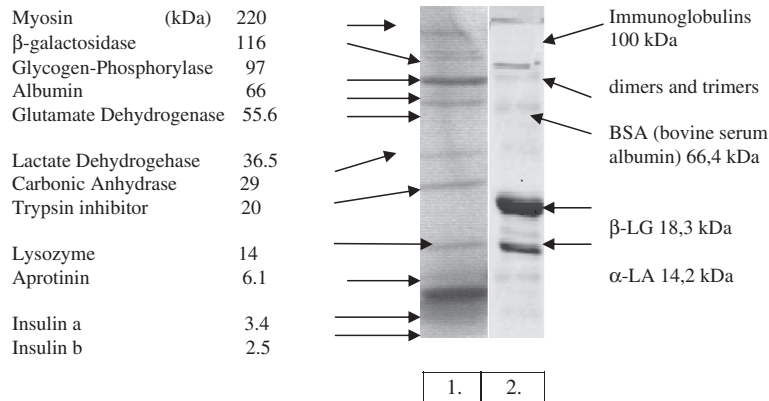 Myosin (kDa) 220
β-galactosidase 116
Glycogen-Phosphorylase 97
Albumin 66
Glutamate Dehydrogenase 55.6
Lactate Dehydrogehase 36.5
Carbonic Anhydrase 29
Trypsin inhibitor 20
Lysozyme 14
Aprotinin 6.1
Insulin a 3.4
Insulin b 2.5
Immunoglobulins
100 kDa
dimers and trimers
BSA (bovine serum
albumin) 66,4 kDa
β-LG 18,3 kDa
α-LA 14,2 kDa
1. 2.